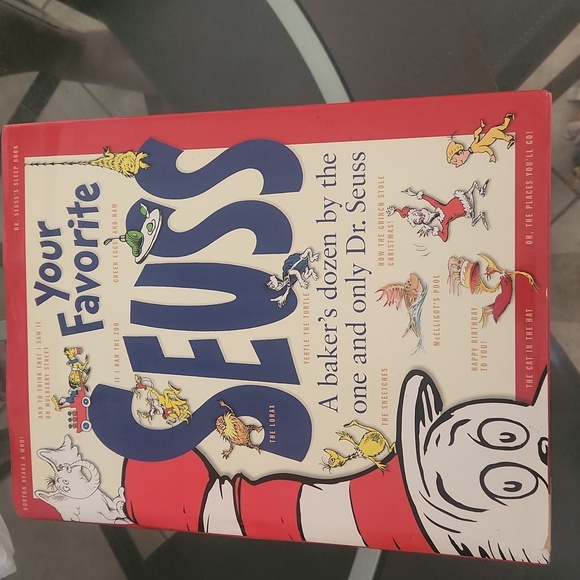 DR. SEUSS'S SLEEP BOOK
HORTON HEARS A WHO!
Your
Favorite
AND TO THINK THAT I SAW IT
ON MULBERRY STREET
IF I RAN THE ZOO
GREEN EGGS AND HAM
SEUSS
THE LORAX
YERTLE THE TURTLE
A baker's dozen by the
one and only Dr. Seuss
THE SNEETCHES
HOW THE GRINCH STOLE
CHRISTMAS!
McELLIGOT'S POOL
HAPPY BIRTHDAY
TO YOU!
THE CAT IN THE HAT
OH, THE PLACES YOU'LL GO!